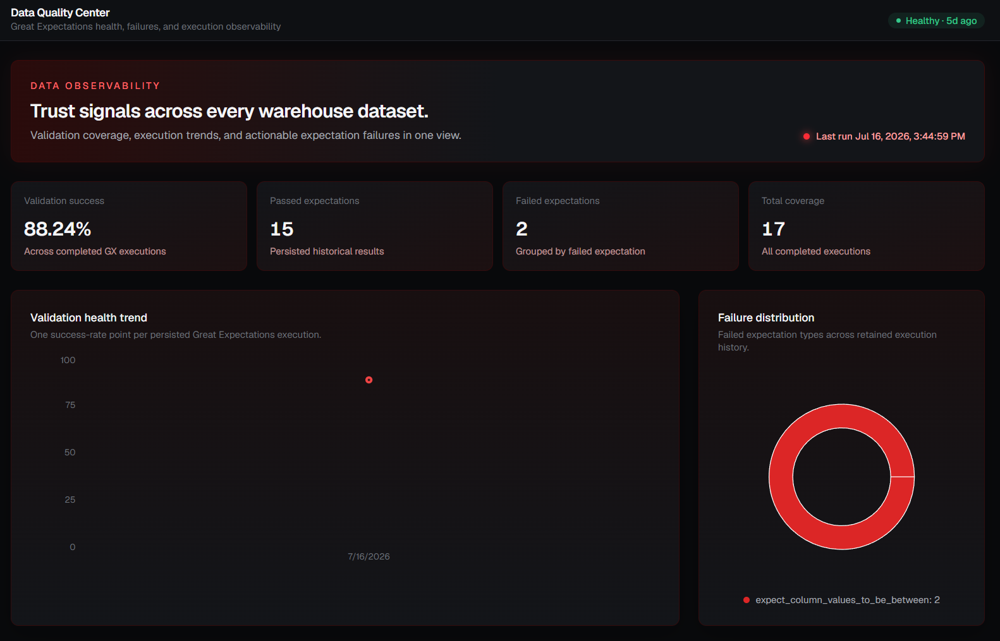 Data Quality Center
Great Expectations health, failures, and execution observability
Healthy · 5d ago
DATA OBSERVABILITY
Trust signals across every warehouse dataset.
Validation coverage, execution trends, and actionable expectation failures in one view.
Last run Jul 16, 2026, 3:44:59 PM
Validation success
88.24%
Across completed GX executions
Passed expectations
15
Persisted historical results
Failed expectations
2
Grouped by failed expectation
Total coverage
17
All completed executions
Validation health trend
One success-rate point per persisted Great Expectations execution.
100
75
50
25
0
7/16/2026
Failure distribution
Failed expectation types across retained execution
history.
expect_column_values_to_be_between: 2